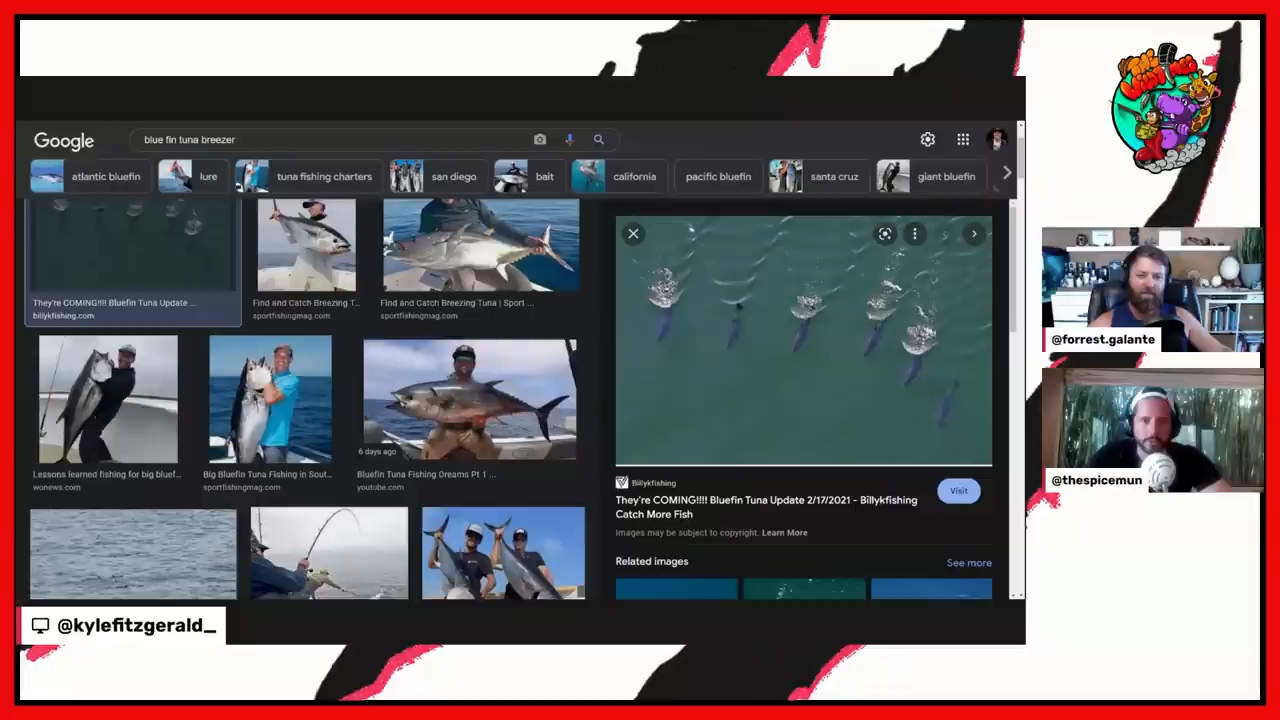 Google
blue fin tuna breezer
atlantic bluefin
lure
tuna fishing charters
san diego
bait
california
pacific bluefin
santa cruz
giant bluefin
They're COMING!!!! Bluefin Tuna Update ...
billykfishing.com
Find and Catch Breezing T...
sportfishingmag.com
Find and Catch Breezing Tuna | Sport ...
sportfishingmag.com
Lessons learned fishing for big bluef...
wonews.com
Big Bluefin Tuna Fishing in Sout...
sportfishingmag.com
6 days ago
Bluefin Tuna Fishing Dreams Pt 1 ...
youtube.com
Billykfishing
They're COMING!!!! Bluefin Tuna Update 2/17/2021 - Billykfishing
Catch More Fish
Visit
Images may be subject to copyright. Learn More
Related images
See more
@forrest.galante
@thespicemun
@kylefitzgerald_